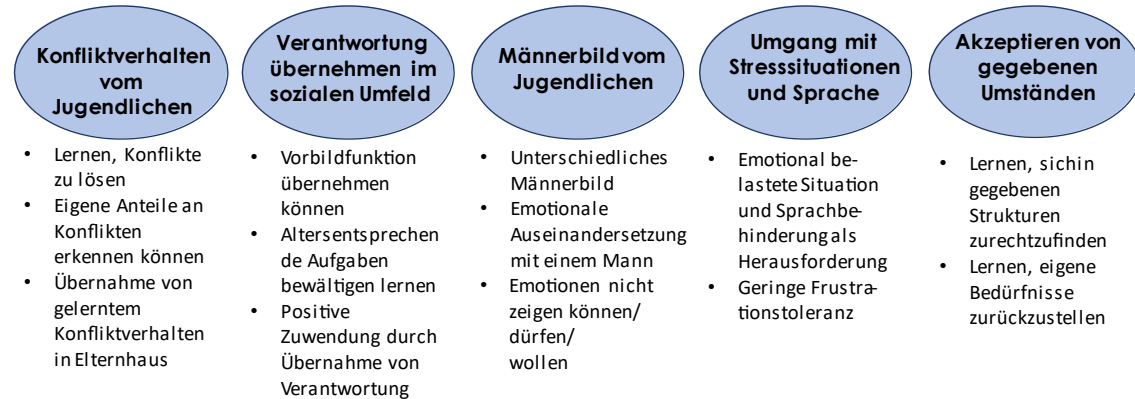 Konfliktverhalten
vom
Jugendlichen
• Lernen, Konflikte
zu lösen
• Eigene Anteile an
Konflikten
erkennen können
• Übernahme von
gelerntem
Konfliktverhalten
in Elternhaus
Verantwortung
übernehmen im
sozialen Umfeld
• Vorbildfunktion
übernehmen
können
• Altersentsprechen
de Aufgaben
bewältigen lernen
• Positive
Zuwendung durch
Übernahme von
Verantwortung
Männerbild vom
Jugendlichen
• Unterschiedliches
Männerbild
• Emotionale
Auseinandersetzung
mit einem Mann
• Emotionen nicht
zeigen können/
dürfen/
wollen
Umgang mit
Stresssituationen
und Sprache
• Emotional be-
lastete Situation
und Sprachbe-
hinderung als
Herausforderung
• Geringe Frustra-
tionstoleranz
Akzeptieren von
gegebenen
Umständen
• Lernen, sichin
gegebenen
Strukturen
zurechtzufinden
• Lernen, eigene
Bedürfnisse
zurückzustellen